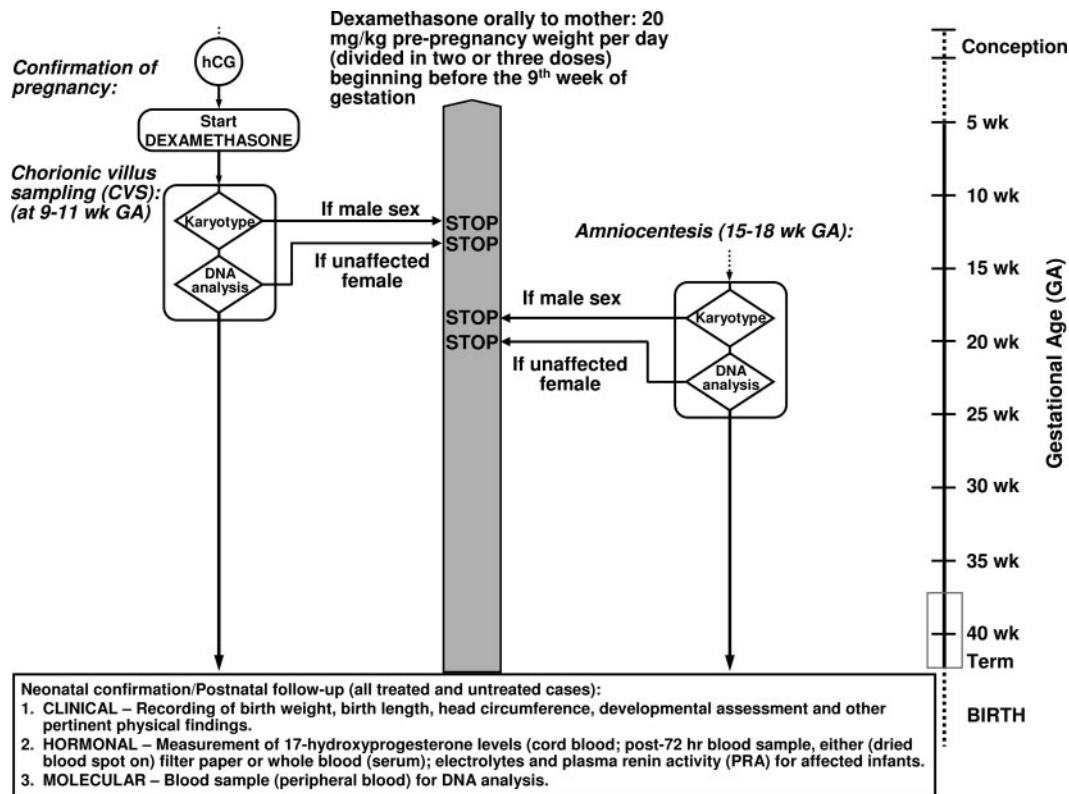 Dexamethasone orally to mother: 20
mg/kg pre-pregnancy weight per day
(divided in two or three doses)
beginning before the 9th week of
gestation
Confirmation of
pregnancy:
hCG
Start
DEXAMETHASONE
Chorionic villus
sampling (CVS):
(at 9-11 wk GA)
Karyotype
DNA
analysis
If male sex
If unaffected
female
STOP
STOP
STOP
STOP
Amniocentesis (15-18 wk GA):
If male sex
If unaffected
female
Karyotype
DNA
analysis
Conception
5 wk
10 wk
15 wk
20 wk
25 wk
30 wk
35 wk
40 wk
Term
BIRTH
Gestational Age (GA)
Neonatal confirmation/Postnatal follow-up (all treated and untreated cases):
1. CLINICAL – Recording of birth weight, birth length, head circumference, developmental assessment and other
pertinent physical findings.
2. HORMONAL – Measurement of 17-hydroxyprogesterone levels (cord blood; post-72 hr blood sample, either (dried
blood spot on) filter paper or whole blood (serum); electrolytes and plasma renin activity (PRA) for affected infants.
3. MOLECULAR – Blood sample (peripheral blood) for DNA analysis.